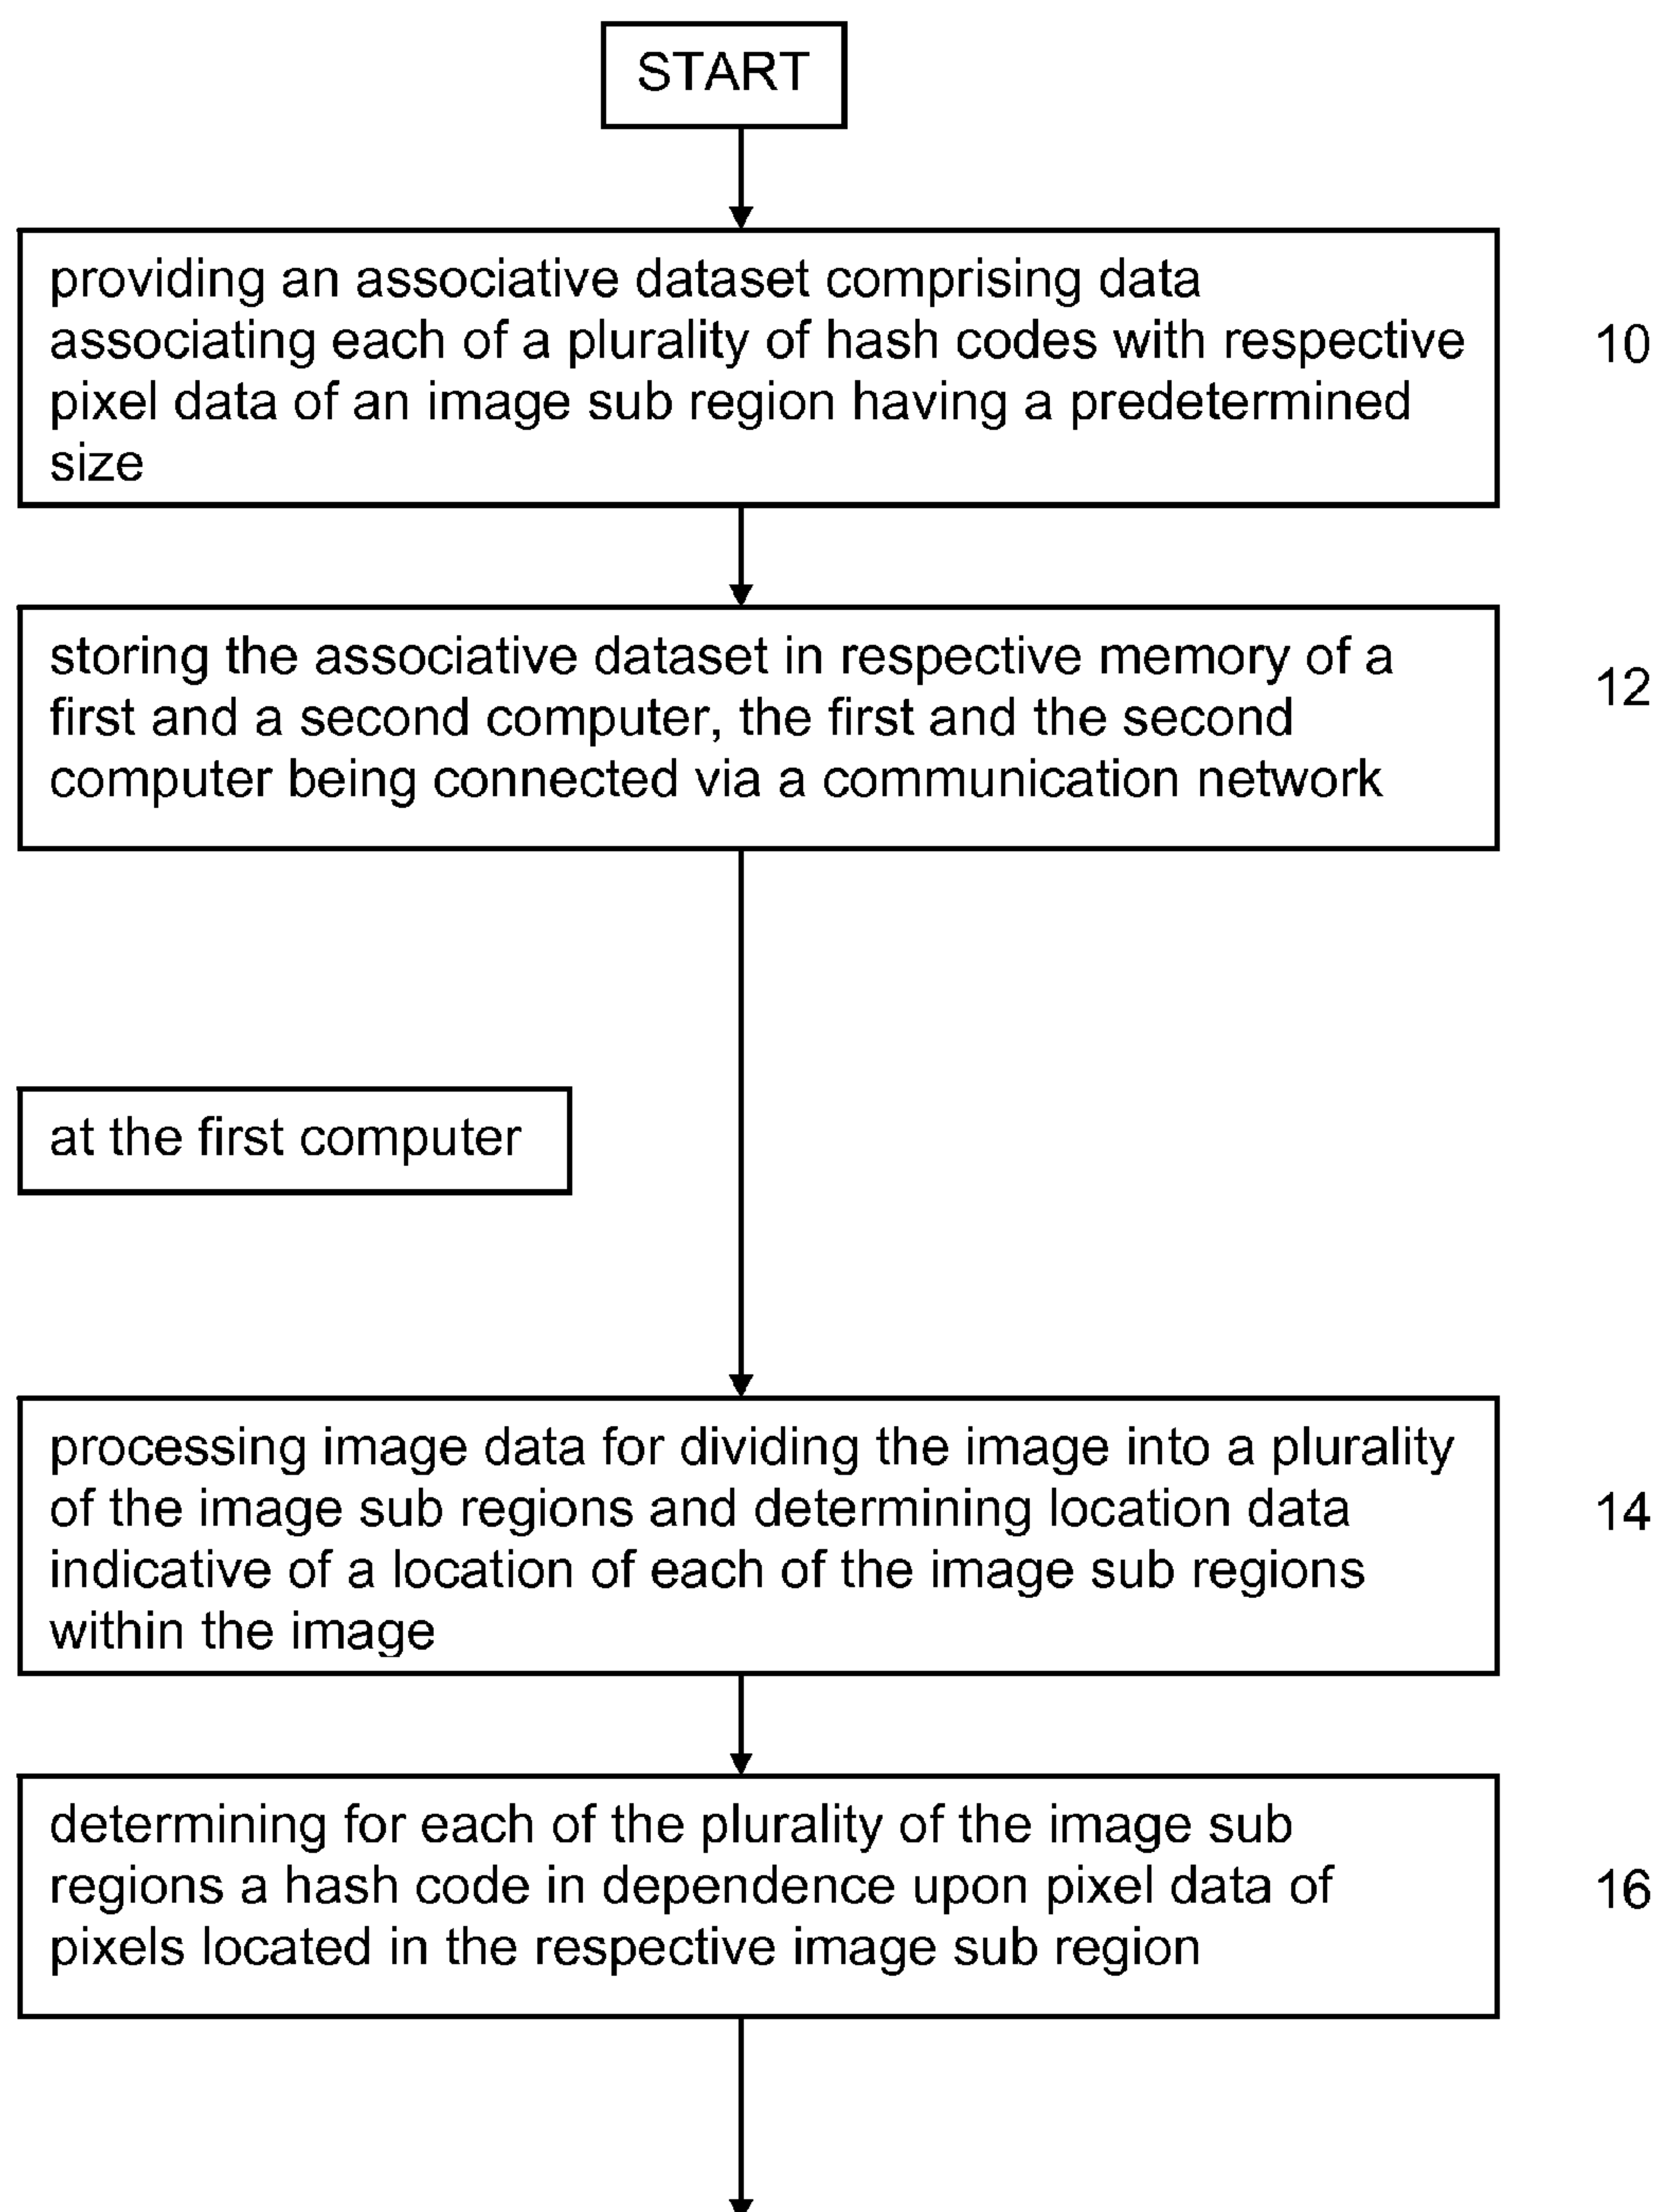 START
providing an associative dataset comprising data
associating each of a plurality of hash codes with respective
pixel data of an image sub region having a predetermined
size
10
storing the associative dataset in respective memory of a
first and a second computer, the first and the second
computer being connected via a communication network
12
at the first computer
processing image data for dividing the image into a plurality
of the image sub regions and determining location data
indicative of a location of each of the image sub regions
within the image
14
determining for each of the plurality of the image sub
regions a hash code in dependence upon pixel data of
pixels located in the respective image sub region
16